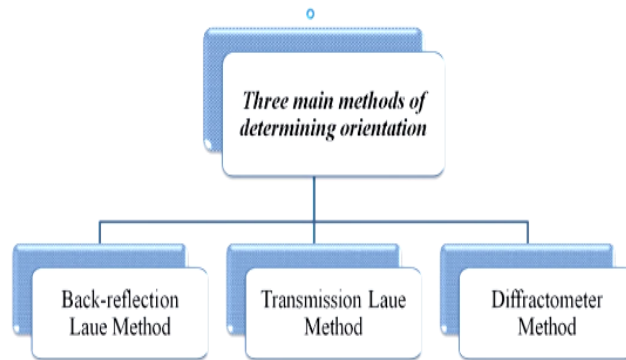 Three main methods of
determining orientation
Back-reflection
Laue Method
Transmission Laue
Method
Diffractometer
Method